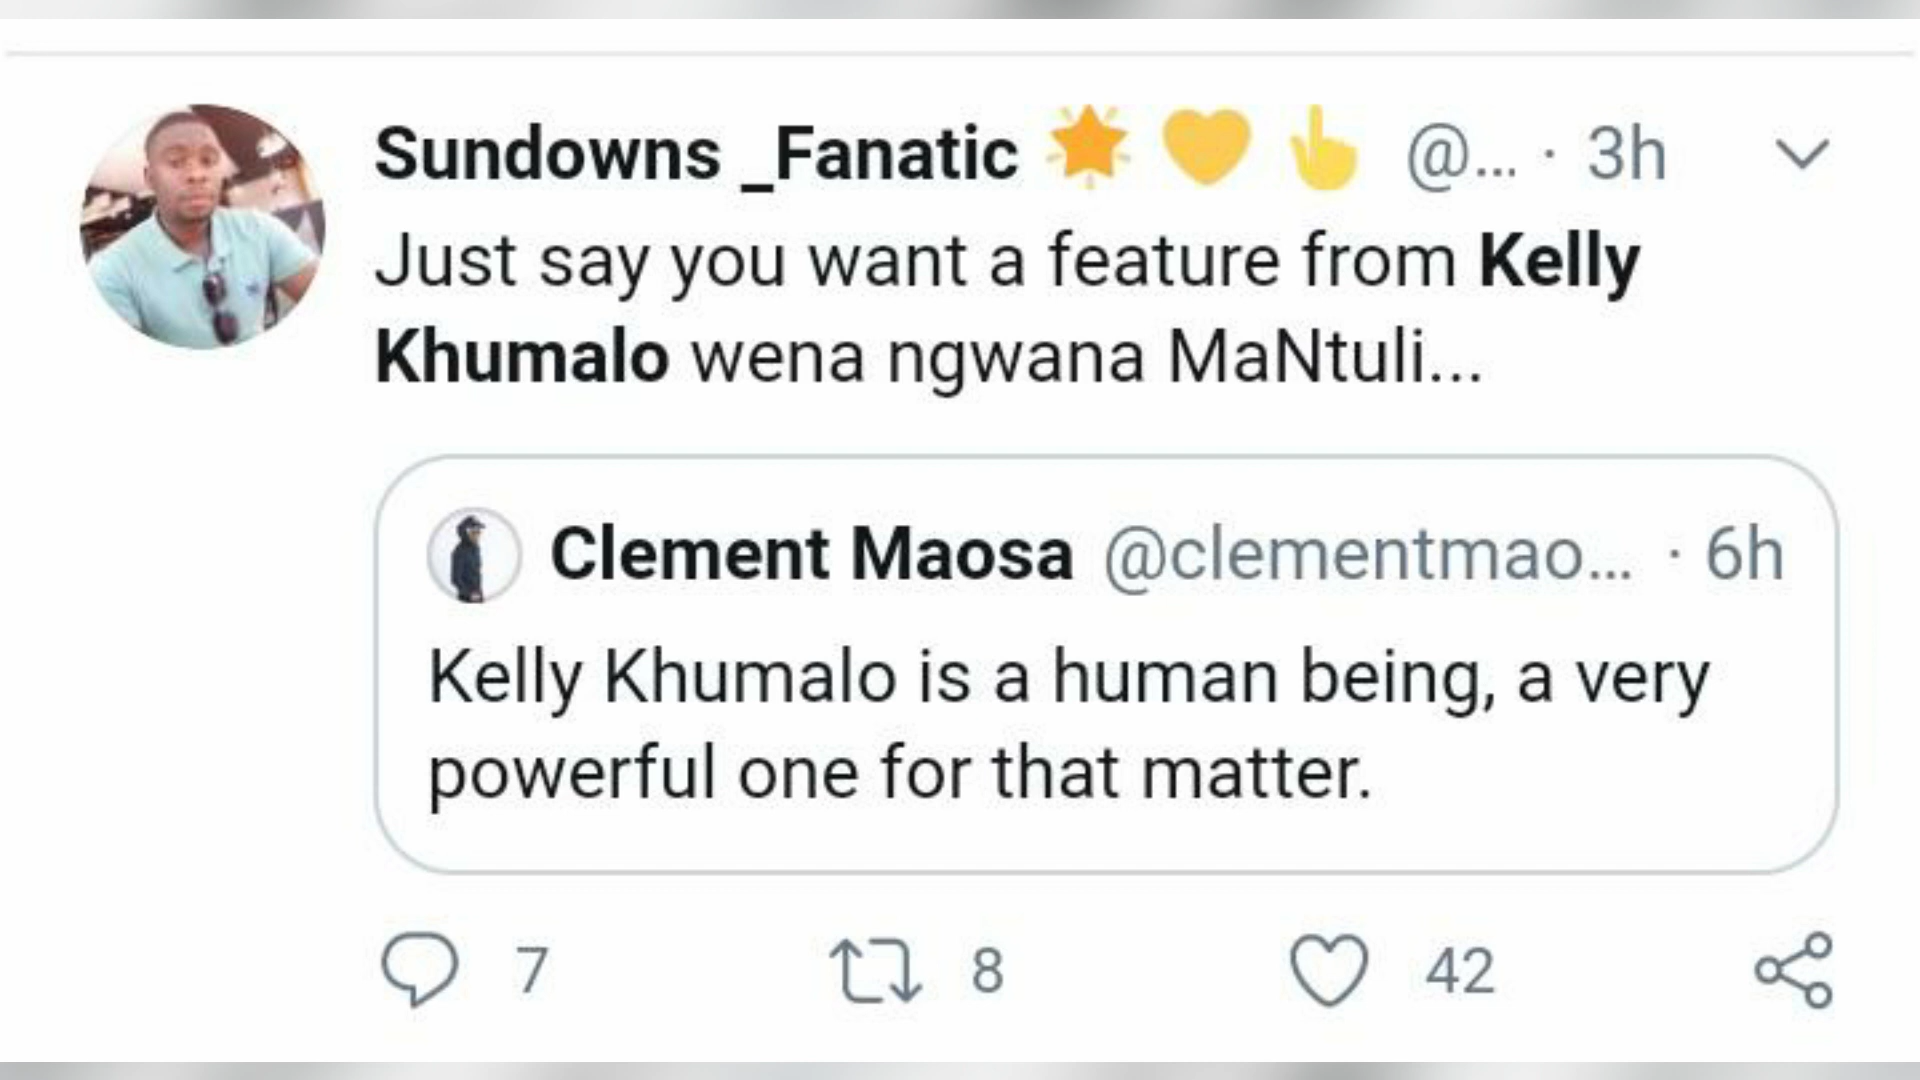 Sundowns _Fanatic 🌟 💛 👆 @... · 3h
Just say you want a feature from Kelly
Khumalo wena ngwana MaNtuli...
Clement Maosa @clementmao... · 6h
Kelly Khumalo is a human being, a very
powerful one for that matter.
7 8 42